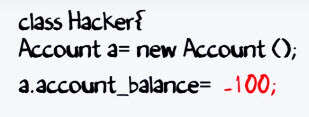 class Hacker{
Account a= new Account ();
a.account_balance= -100;